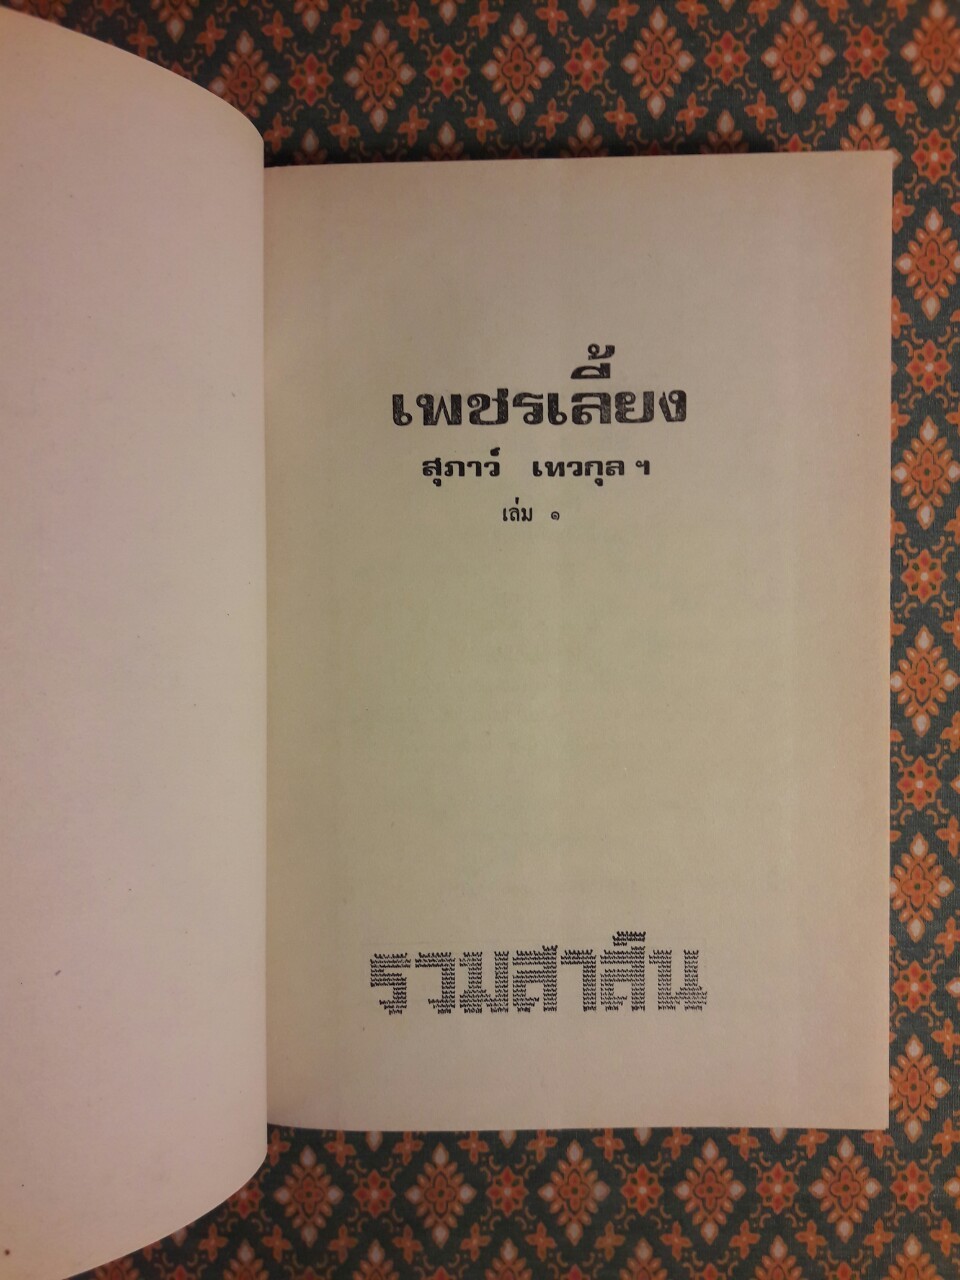 เพชรเลี้ยง
สุภาว์ เทวกุล ฯ
เล่ม ๑
รวมสาส์น